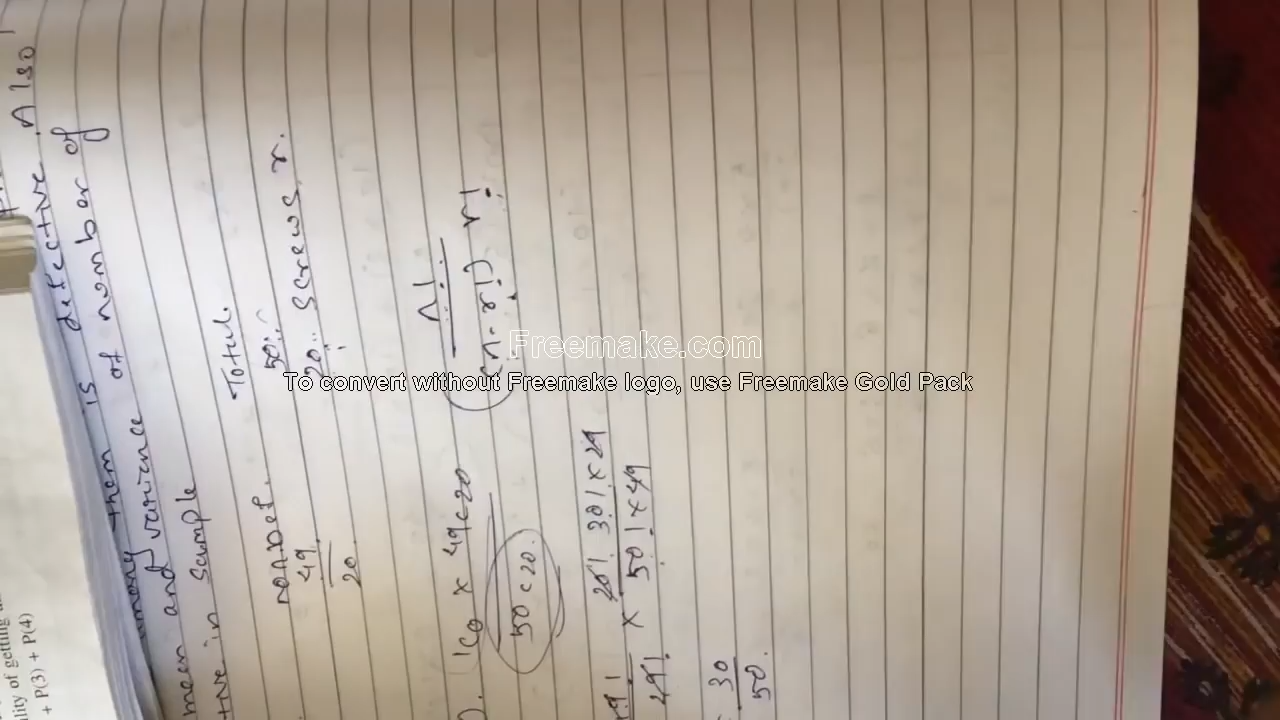 lity of getting
+ P(3) + P(4)
defective. Also
among them is
mean and variance of number of
tive in sample
Total.
nonDef. 50
49 20 screws r.
20
1C0 × 49C20
50C20.
n!
(n-r!) r!
× 20! 30! × 29
29! 50! × 49
30
50.
Freemake.com
To convert without Freemake logo, use Freemake Gold Pack